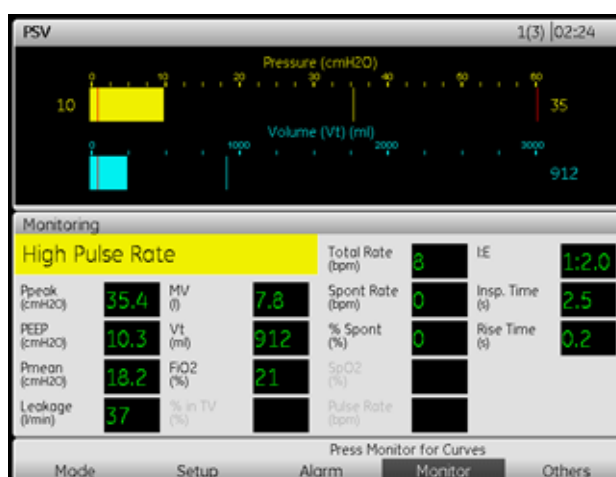 PSV 1(3) 02:24
Pressure (cmH2O)
0 10 20 30 40 50 60
10 35
Volume (Vt) (ml)
0 1000 2000 3000
912
Monitoring
High Pulse Rate
Total Rate (bpm) 8 I:E 1:2.0
Ppeak (cmH2O) 35.4 MV (l) 7.8 Spont Rate (bpm) 0 Insp. Time (s) 2.5
PEEP (cmH2O) 10.3 Vt (ml) 912 % Spont (%) 0 Rise Time (s) 0.2
Pmean (cmH2O) 18.2 FiO2 (%) 21 SpO2 (%)
Leakage (l/min) 37 % in TV (%) Pulse Rate (bpm)
Press Monitor for Curves
Mode Setup Alarm Monitor Others